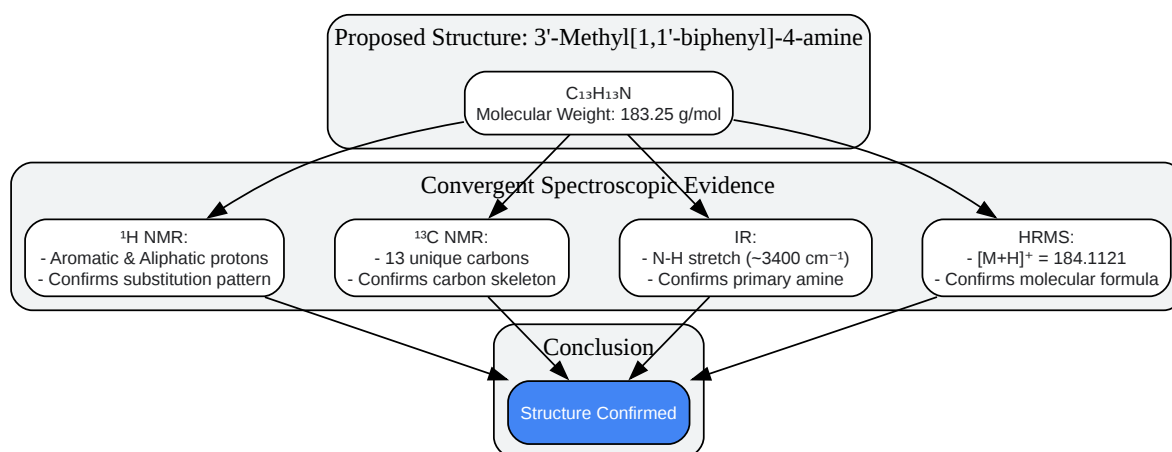 Proposed Structure: 3'-Methyl[1,1'-biphenyl]-4-amine
C₁₃H₁₃N
Molecular Weight: 183.25 g/mol
Convergent Spectroscopic Evidence
¹H NMR:
- Aromatic & Aliphatic protons
- Confirms substitution pattern
¹³C NMR:
- 13 unique carbons
- Confirms carbon skeleton
IR:
- N-H stretch (~3400 cm⁻¹)
- Confirms primary amine
HRMS:
- [M+H]⁺ = 184.1121
- Confirms molecular formula
Conclusion
Structure Confirmed